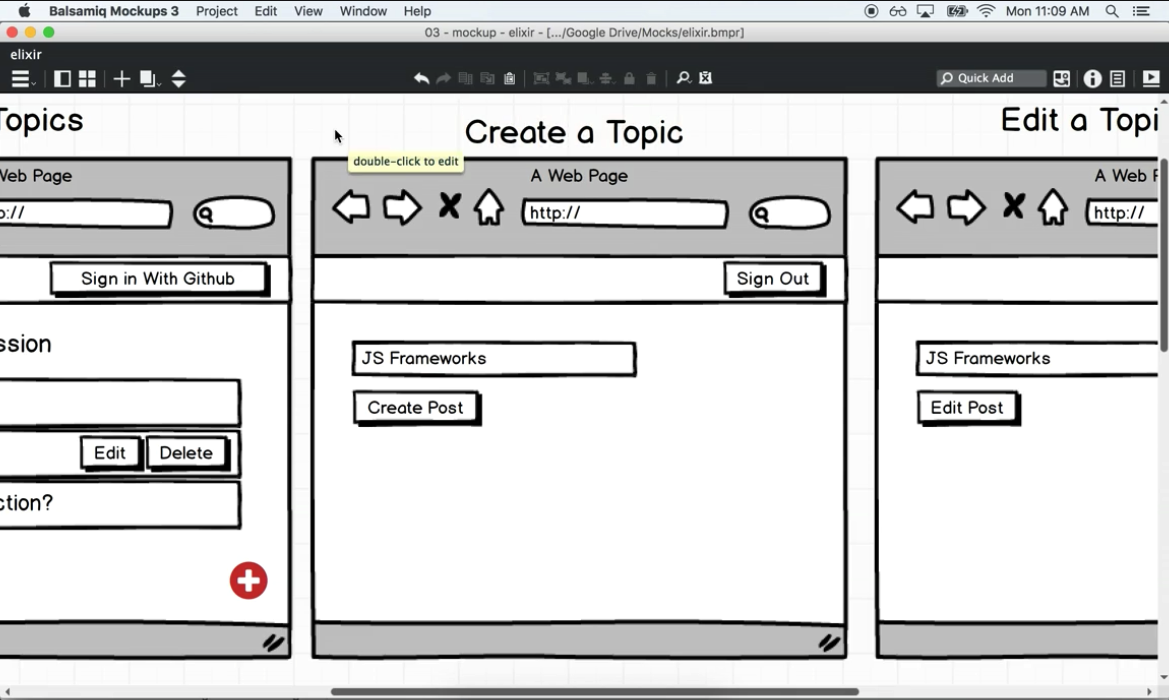 Balsamiq Mockups 3 Project Edit View Window Help Mon 11:09 AM
03 - mockup - elixir - [.../Google Drive/Mocks/elixir.bmpr]
elixir
Quick Add
Topics
Create a Topic
Edit a Topi
double-click to edit
Web Page
p://
Sign in With Github
ssion
Edit Delete
ction?
A Web Page
http://
Sign Out
JS Frameworks
Create Post
A Web P
http://
JS Frameworks
Edit Post